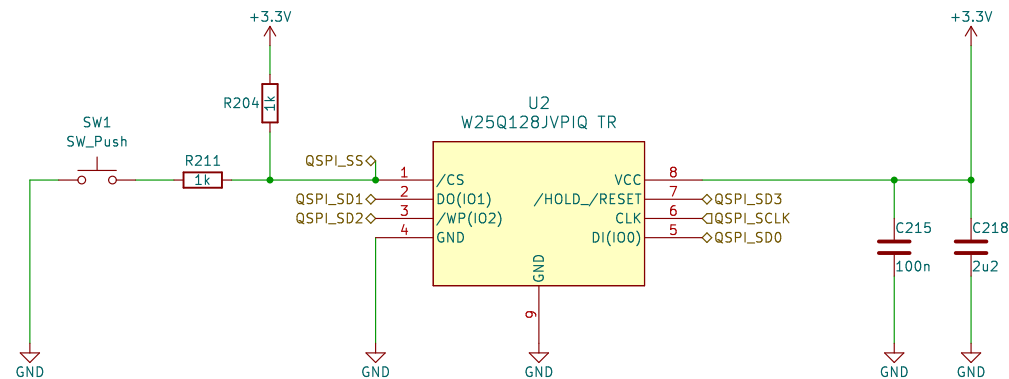 +3.3V
+3.3V
R204
1k
U2
W25Q128JVPIQ TR
SW1
SW_Push
R211
1k
QSPI_SS
1
/CS
VCC
8
QSPI_SD1
2
DO(IO1)
/HOLD_/RESET
7
QSPI_SD3
QSPI_SD2
3
/WP(IO2)
CLK
6
QSPI_SCLK
4
GND
DI(IO0)
5
QSPI_SD0
GND
9
C215
100n
C218
2u2
GND
GND
GND
GND
GND